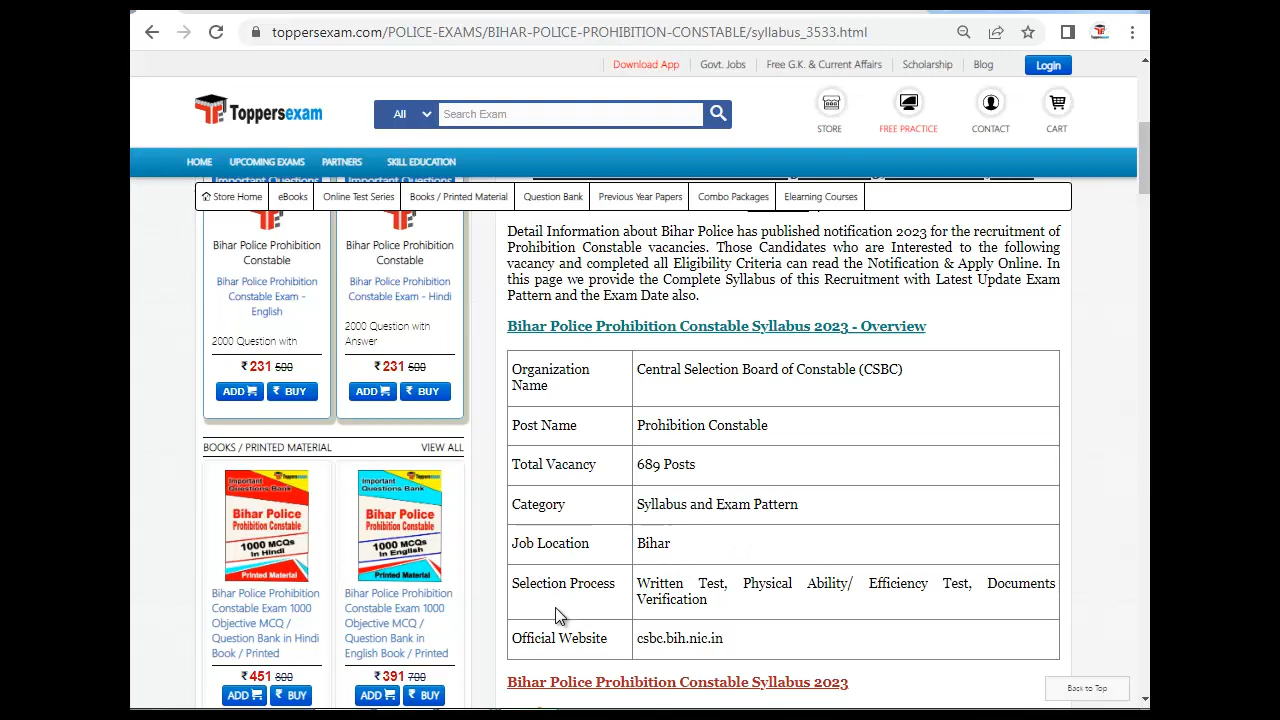 toppersexam.com/POLICE-EXAMS/BIHAR-POLICE-PROHIBITION-CONSTABLE/syllabus_3533.html
Download App
Govt. Jobs
Free G.K. & Current Affairs
Scholarship
Blog
Login
Toppersexam
All
Search Exam
STORE
FREE PRACTICE
CONTACT
CART
HOME
UPCOMING EXAMS
PARTNERS
SKILL EDUCATION
Store Home
eBooks
Online Test Series
Books / Printed Material
Question Bank
Previous Year Papers
Combo Packages
Elearning Courses
Bihar Police Prohibition
Constable
Bihar Police Prohibition
Constable Exam -
English
2000 Question with
₹ 231 500
ADD
₹ BUY
Bihar Police Prohibition
Constable
Bihar Police Prohibition
Constable Exam - Hindi
2000 Question with
Answer
₹ 231 500
ADD
₹ BUY
BOOKS / PRINTED MATERIAL
VIEW ALL
Toppersexam
Important
Questions Bank
Bihar Police
Prohibition Constable
1000 MCQs
in Hindi
Printed Material
Bihar Police Prohibition
Constable Exam 1000
Objective MCQ /
Question Bank in Hindi
Book / Printed
₹ 451 800
ADD
₹ BUY
Toppersexam
Important
Questions Bank
Bihar Police
Prohibition Constable
1000 MCQs
in English
Printed Material
Bihar Police Prohibition
Constable Exam 1000
Objective MCQ /
Question Bank in
English Book / Printed
₹ 391 700
ADD
₹ BUY
Detail Information about Bihar Police has published notification 2023 for the recruitment of
Prohibition Constable vacancies. Those Candidates who are Interested to the following
vacancy and completed all Eligibility Criteria can read the Notification & Apply Online. In
this page we provide the Complete Syllabus of this Recruitment with Latest Update Exam
Pattern and the Exam Date also.
Bihar Police Prohibition Constable Syllabus 2023 - Overview
Organization
Name
Central Selection Board of Constable (CSBC)
Post Name
Prohibition Constable
Total Vacancy
689 Posts
Category
Syllabus and Exam Pattern
Job Location
Bihar
Selection Process
Written Test, Physical Ability/ Efficiency Test, Documents
Verification
Official Website
csbc.bih.nic.in
Bihar Police Prohibition Constable Syllabus 2023
Back to Top